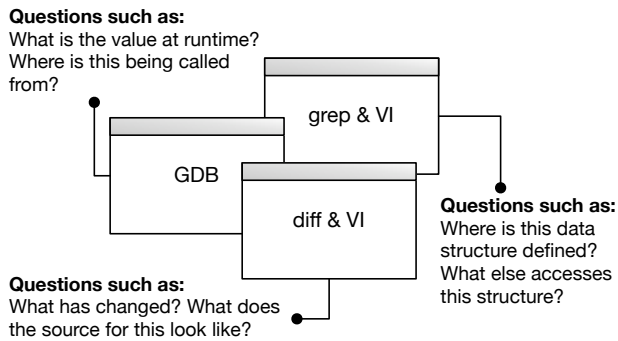 Questions such as:
What is the value at runtime?
Where is this being called
from?
grep & VI
GDB
diff & VI
Questions such as:
Where is this data
structure defined?
What else accesses
this structure?
Questions such as:
What has changed? What does
the source for this look like?